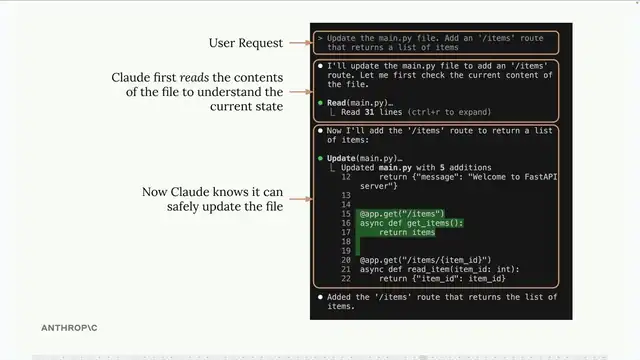 User Request
Claude first reads the contents
of the file to understand the
current state
Now Claude knows it can
safely update the file
> Update the main.py file. Add an '/items' route
that returns a list of items
I'll update the main.py file to add an '/items'
route. Let me first check the current content of
the file.
Read(main.py)…
Read 31 lines (ctrl+r to expand)
Now I'll add the '/items' route to return a list
of items:
Update(main.py)…
Updated main.py with 5 additions
12 return {"message": "Welcome to FastAPI
server"}
13
14
15 @app.get("/items")
16 async def get_items():
17 return items
18
19
20 @app.get("/items/{item_id}")
21 async def read_item(item_id: int):
22 return {"item_id": item_id}
Added the '/items' route that returns the list of
items.
ANTHROP\C